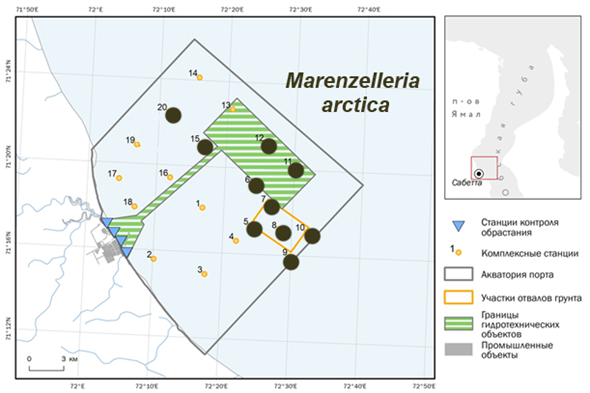 71°50' 72°E 72°10' 72°20' 72°30' 72°40'
71°24'
71°20'
71°16'
71°12'
Marenzelleria
arctica
14
13
20
19
15
12
11
17
16
6
18
1
7
5
8
10
4
9
2
3
0 3 км
72°E 72°10' 72°20' 72°30' 72°40' 72°50'
п-ов
Ямал
ская губа
Сабетта
Станции контроля
обрастания
1
Комплексные станции
Акватория порта
Участки отвалов грунта
Границы
гидротехнических
объектов
Промышленные
объекты